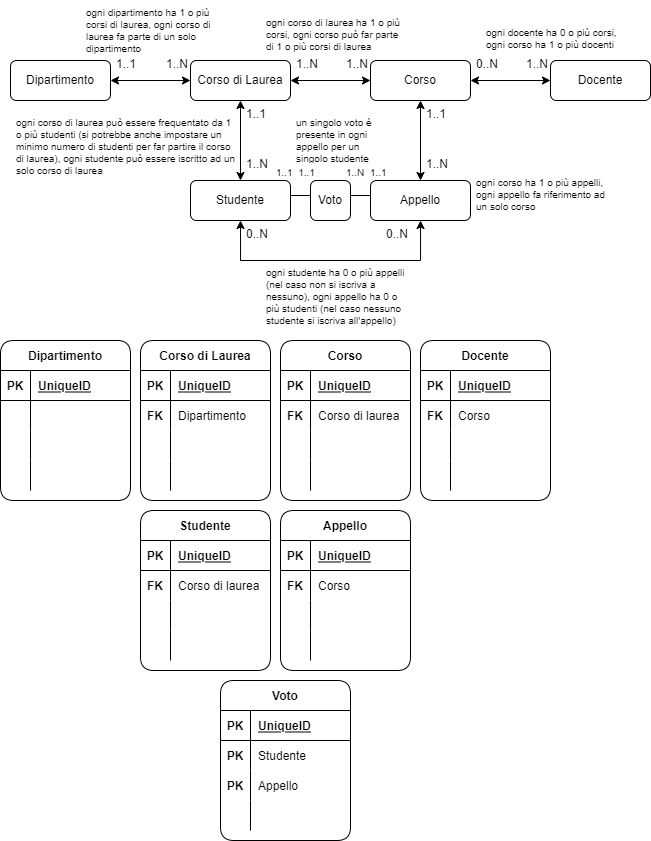 ogni dipartimento ha 1 o più
corsi di laurea, ogni corso di
laurea fa parte di un solo
dipartimento
ogni corso di laurea ha 1 o più
corsi, ogni corso può far parte
di 1 o più corsi di laurea
ogni docente ha 0 o più corsi,
ogni corso ha 1 o più docenti
1..1
1..N
1..N
1..N
0..N
1..N
Dipartimento
Corso di Laurea
Corso
Docente
ogni corso di laurea può essere frequentato da 1
o più studenti (si potrebbe anche impostare un
minimo numero di studenti per far partire il corso
di laurea), ogni studente può essere iscritto ad un
solo corso di laurea
1..1
1..N
un singolo voto è
presente in ogni
appello per un
singolo studente
1..1
1..N
1..1 1..1
1..N 1..1
Studente
Voto
Appello
ogni corso ha 1 o più appelli,
ogni appello fa riferimento ad
un solo corso
0..N
0..N
ogni studente ha 0 o più appelli
(nel caso non si iscriva a
nessuno), ogni appello ha 0 o
più studenti (nel caso nessuno
studente si iscriva all'appello)
Dipartimento
PK UniqueID
Corso di Laurea
PK UniqueID
FK Dipartimento
Corso
PK UniqueID
FK Corso di laurea
Docente
PK UniqueID
FK Corso
Studente
PK UniqueID
FK Corso di laurea
Appello
PK UniqueID
FK Corso
Voto
PK UniqueID
PK Studente
PK Appello